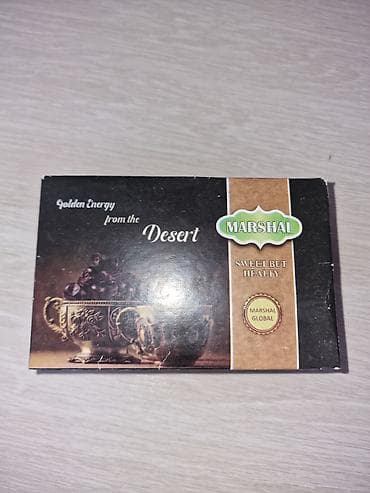 Golden Energy
from the
Desert
MARSHAL
SWEET BUT
HEALTY
MARSHAL
GLOBAL